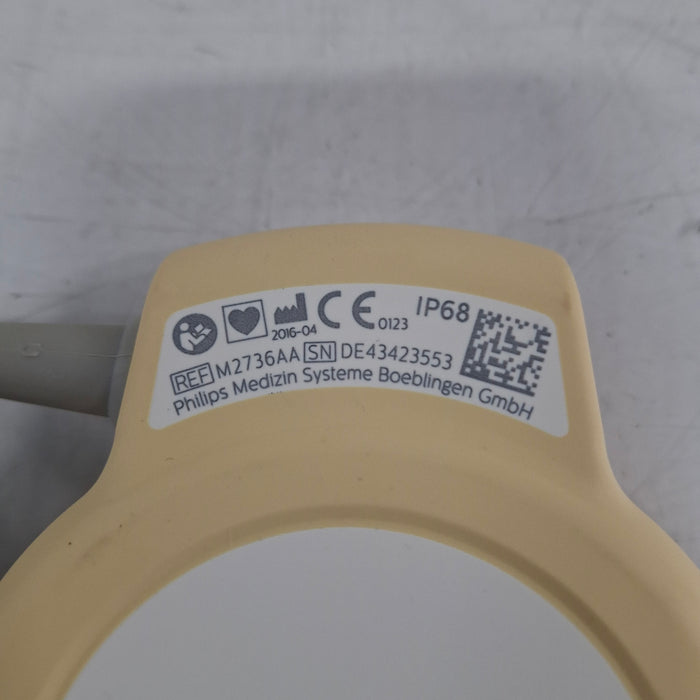 2016-04 CE 0123 IP68
REF M2736AA SN DE43423553
Philips Medizin Systeme Boeblingen GmbH